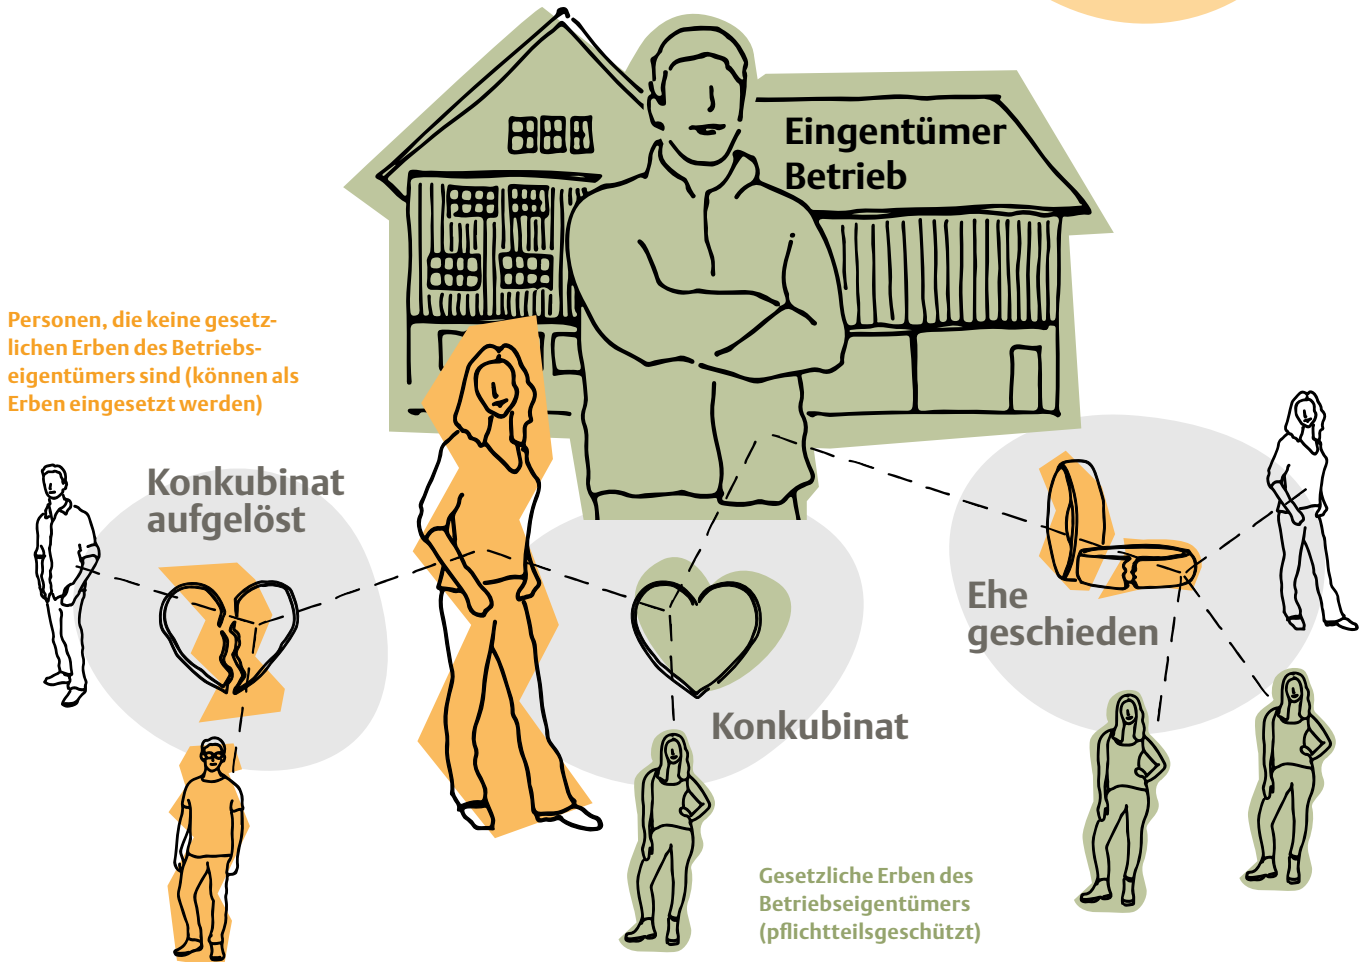 Eingentümer
Betrieb
Personen, die keine gesetz-
lichen Erben des Betriebs-
eigentümers sind (können als
Erben eingesetzt werden)
Konkubinat
aufgelöst
Ehe
geschieden
Konkubinat
Gesetzliche Erben des
Betriebseigentümers
(pflichtteilsgeschützt)